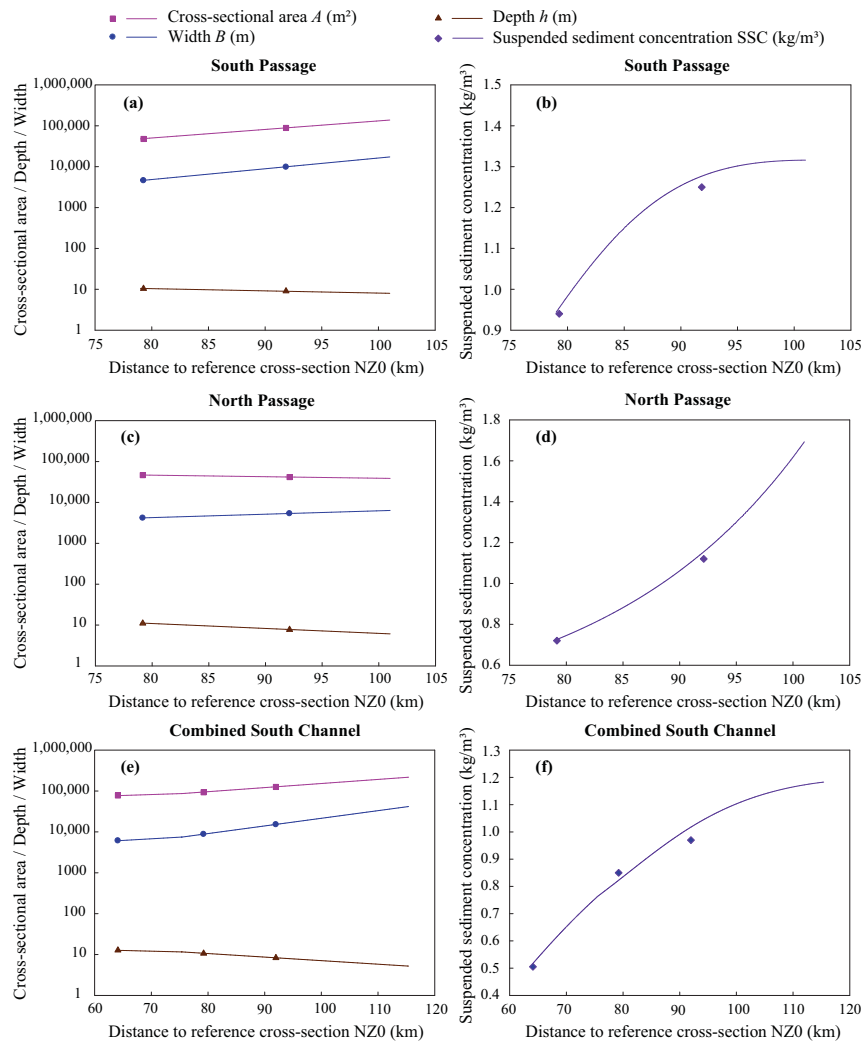 Cross-sectional area A (m²)
Depth h (m)
Width B (m)
Suspended sediment concentration SSC (kg/m³)
South Passage
(a)
1,000,000
100,000
10,000
1000
100
10
1
75 80 85 90 95 100 105
Cross-sectional area / Depth / Width
Distance to reference cross-section NZ0 (km)
South Passage
(b)
1.5
1.4
1.3
1.2
1.0
0.9
75 80 85 90 95 100 105
Suspended sediment concentration (kg/m³)
Distance to reference cross-section NZ0 (km)
North Passage
(c)
1,000,000
100,000
10,000
1000
100
10
1
75 80 85 90 95 100 105
Cross-sectional area / Depth / Width
Distance to reference cross-section NZ0 (km)
North Passage
(d)
1.8
1.6
1.4
1.2
1.0
0.8
0.6
75 80 85 90 95 100 105
Suspended sediment concentration (kg/m³)
Distance to reference cross-section NZ0 (km)
Combined South Channel
(e)
1,000,000
100,000
10,000
1000
100
10
1
60 70 80 90 100 110 120
Cross-sectional area / Depth / Width
Distance to reference cross-section NZ0 (km)
Combined South Channel
(f)
1.3
1.2
1.1
1.0
0.9
0.8
0.7
0.6
0.5
0.4
60 70 80 90 100 110 120
Suspended sediment concentration (kg/m³)
Distance to reference cross-section NZ0 (km)